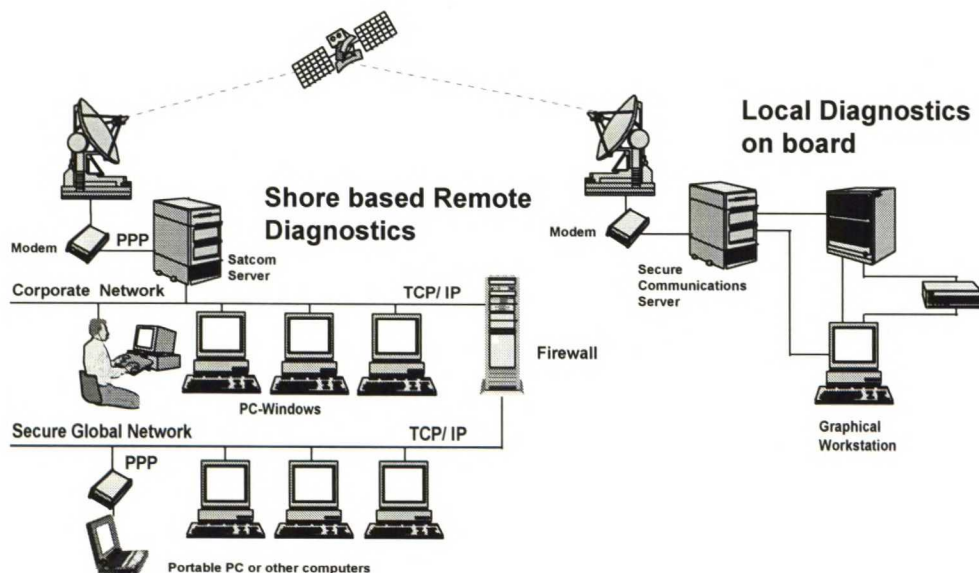 Local Diagnostics
on board
Shore based Remote
Diagnostics
Modem
PPP
Satcom
Server
Modem
Secure
Communications
Server
Corporate Network
TCP/ IP
Firewall
PC-Windows
Graphical
Workstation
Secure Global Network
TCP/ IP
PPP
Portable PC or other computers